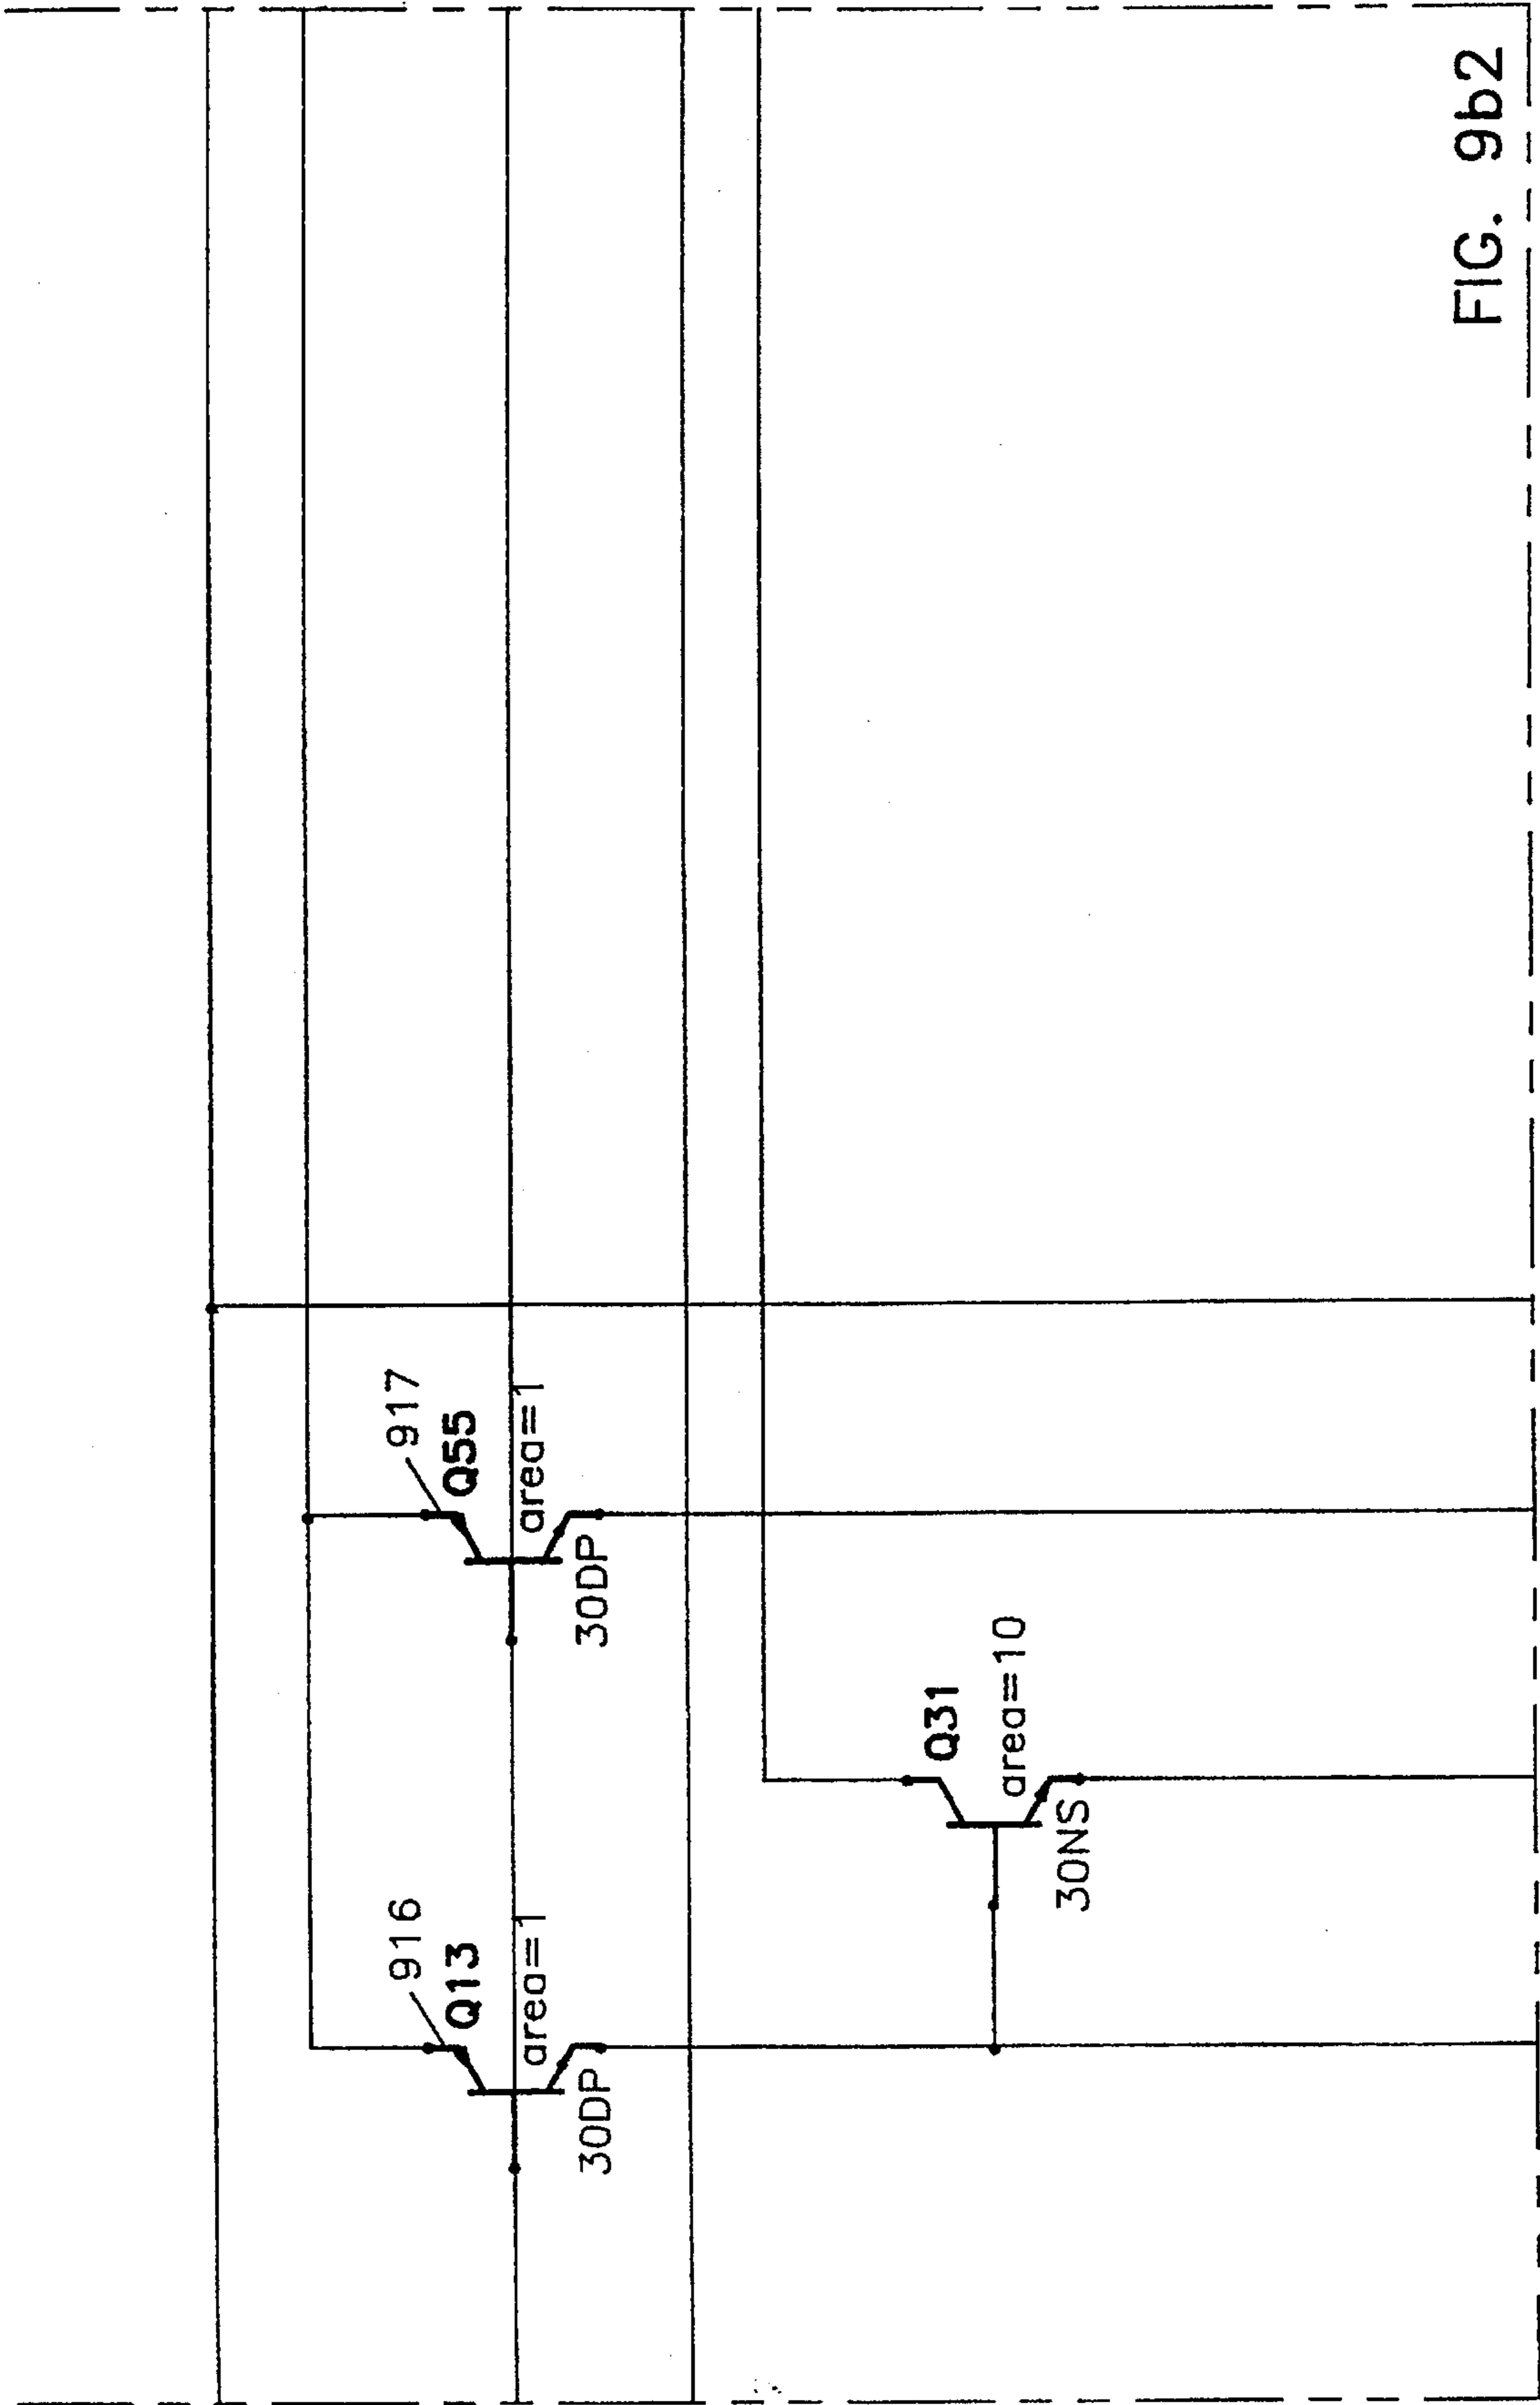 916
Q13
area=1
30DP
917
Q55
area=1
30DP
Q31
area=10
30NS
FIG. 9b2